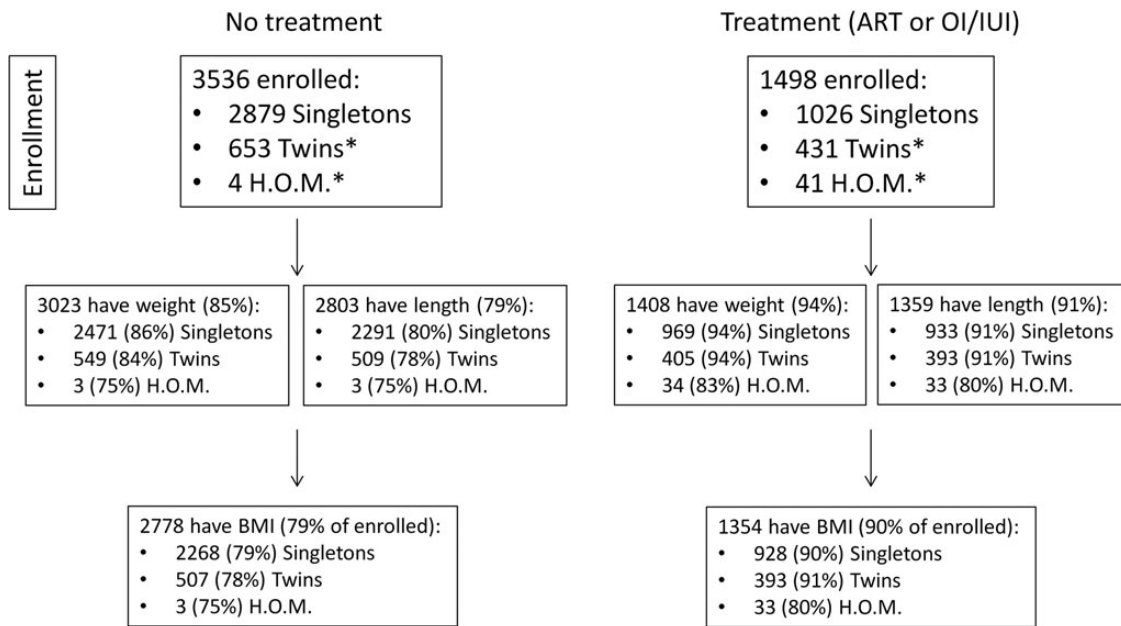 No treatment
Treatment (ART or OI/IUI)
Enrollment
3536 enrolled:
• 2879 Singletons
• 653 Twins*
• 4 H.O.M.*
1498 enrolled:
• 1026 Singletons
• 431 Twins*
• 41 H.O.M.*
3023 have weight (85%):
• 2471 (86%) Singletons
• 549 (84%) Twins
• 3 (75%) H.O.M.
2803 have length (79%):
• 2291 (80%) Singletons
• 509 (78%) Twins
• 3 (75%) H.O.M.
1408 have weight (94%):
• 969 (94%) Singletons
• 405 (94%) Twins
• 34 (83%) H.O.M.
1359 have length (91%):
• 933 (91%) Singletons
• 393 (91%) Twins
• 33 (80%) H.O.M.
2778 have BMI (79% of enrolled):
• 2268 (79%) Singletons
• 507 (78%) Twins
• 3 (75%) H.O.M.
1354 have BMI (90% of enrolled):
• 928 (90%) Singletons
• 393 (91%) Twins
• 33 (80%) H.O.M.